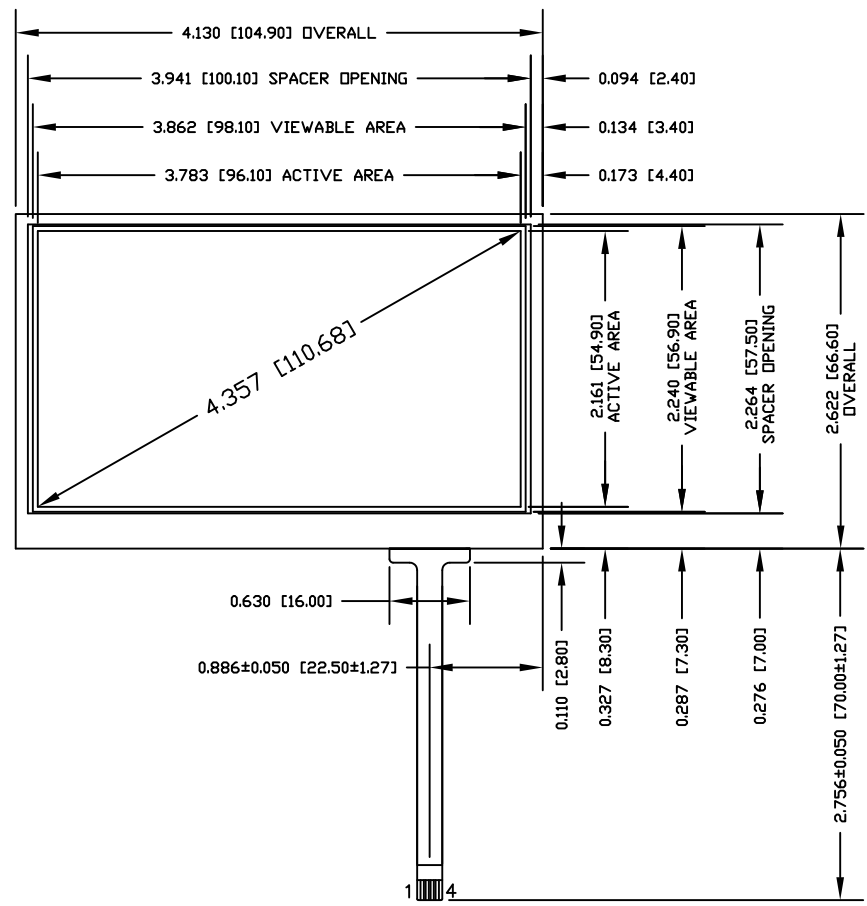 4.130 [104.90] OVERALL
3.941 [100.10] SPACER OPENING
0.094 [2.40]
3.862 [98.10] VIEWABLE AREA
0.134 [3.40]
3.783 [96.10] ACTIVE AREA
0.173 [4.40]
4.357 [110.68]
2.161 [54.90]
ACTIVE AREA
2.240 [56.90]
VIEWABLE AREA
2.264 [57.50]
SPACER OPENING
2.622 [66.60]
OVERALL
0.630 [16.00]
0.886±0.050 [22.50±1.27]
0.110 [2.80]
0.327 [8.30]
0.287 [7.30]
0.276 [7.00]
2.756±0.050 [70.00±1.27]
1 4